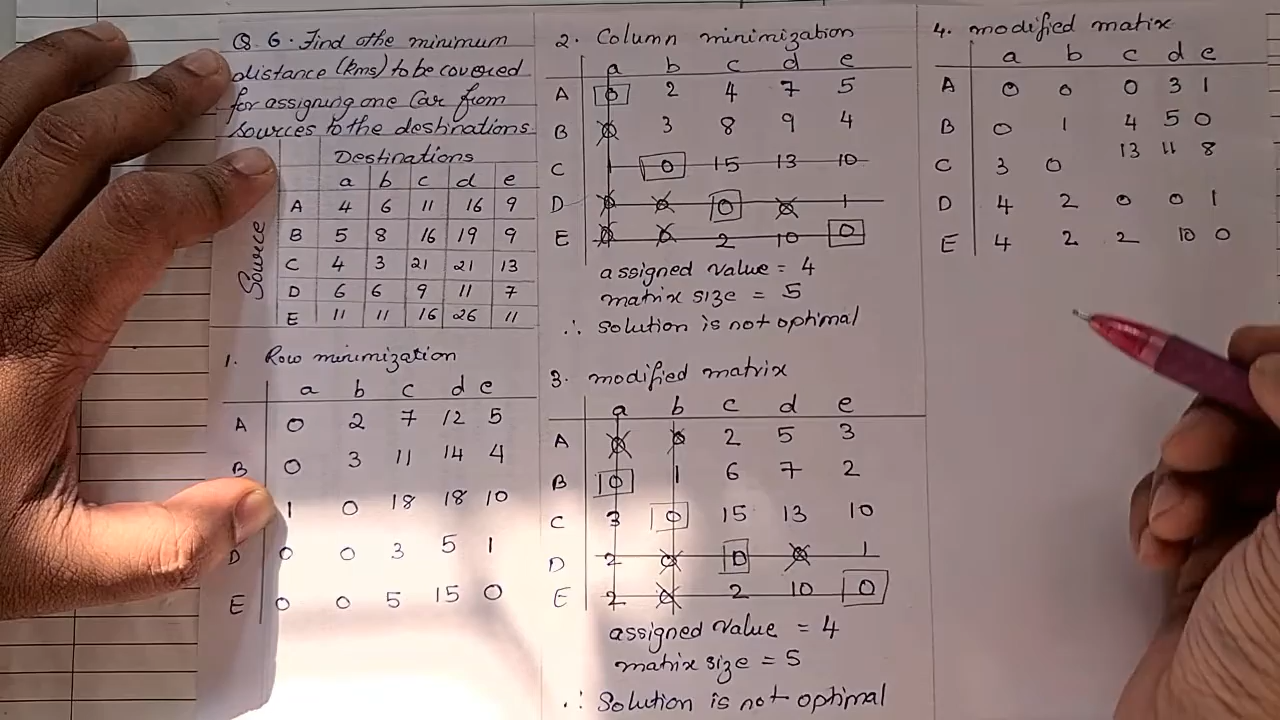 Q.6. Find the minimum
distance (kms) to be covered
for assigning one Car from
sources to the destinations.
Destinations
a b c d e
Source
A 4 6 11 16 9
B 5 8 16 19 9
C 4 3 21 21 13
D 6 6 9 11 7
E 11 11 16 26 11
1. Row minimization
a b c d e
A 0 2 7 12 5
B 0 3 11 14 4
1 0 18 18 10
D 0 0 3 5 1
E 0 0 5 15 0
2. Column minimization
a b c d e
A 0 2 4 7 5
B 0 3 8 9 4
C 1 0 15 13 10
D 0 0 0 0 1
E 0 0 2 10 0
assigned value = 4
matrix size = 5
∴ solution is not optimal
3. modified matrix
a b c d e
A 0 0 2 5 3
B 0 1 6 7 2
C 3 0 15 13 10
D 2 0 0 0 1
E 2 0 2 10 0
assigned value = 4
matrix size = 5
∴ Solution is not optimal
4. modified matix
a b c d e
A 0 0 0 3 1
B 0 1 4 5 0
C 3 0 13 11 8
D 4 2 0 0 1
E 4 2 2 10 0